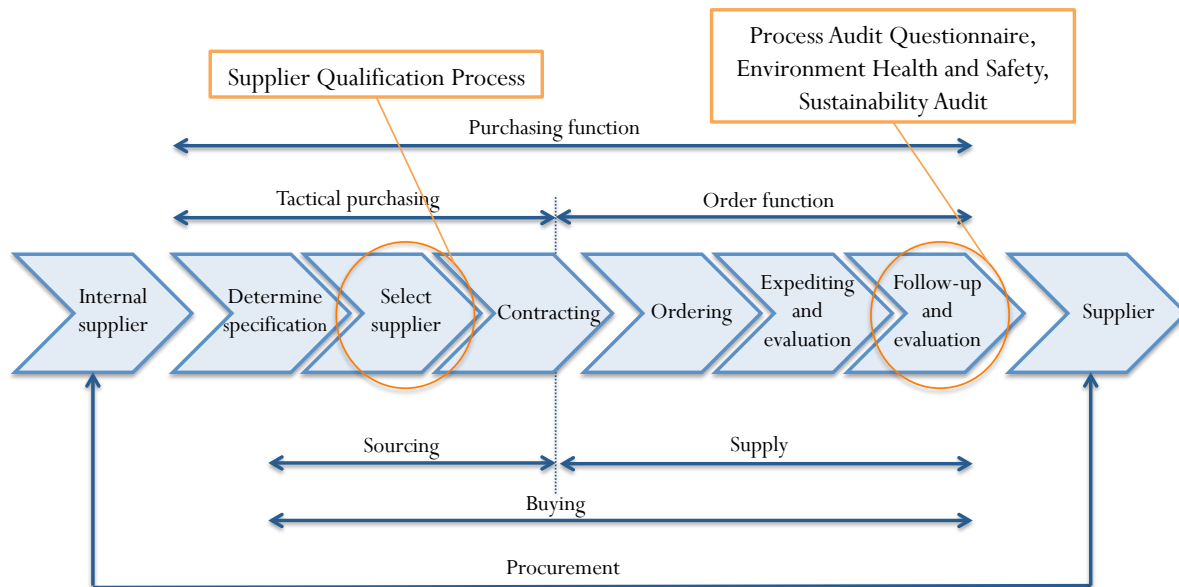 Process Audit Questionnaire,
Environment Health and Safety,
Sustainability Audit
Supplier Qualification Process
Purchasing function
Tactical purchasing
Order function
Internal
supplier
Determine
specification
Select
supplier
Contracting
Ordering
Expediting
and
evaluation
Follow-up
and
evaluation
Supplier
Sourcing
Supply
Buying
Procurement